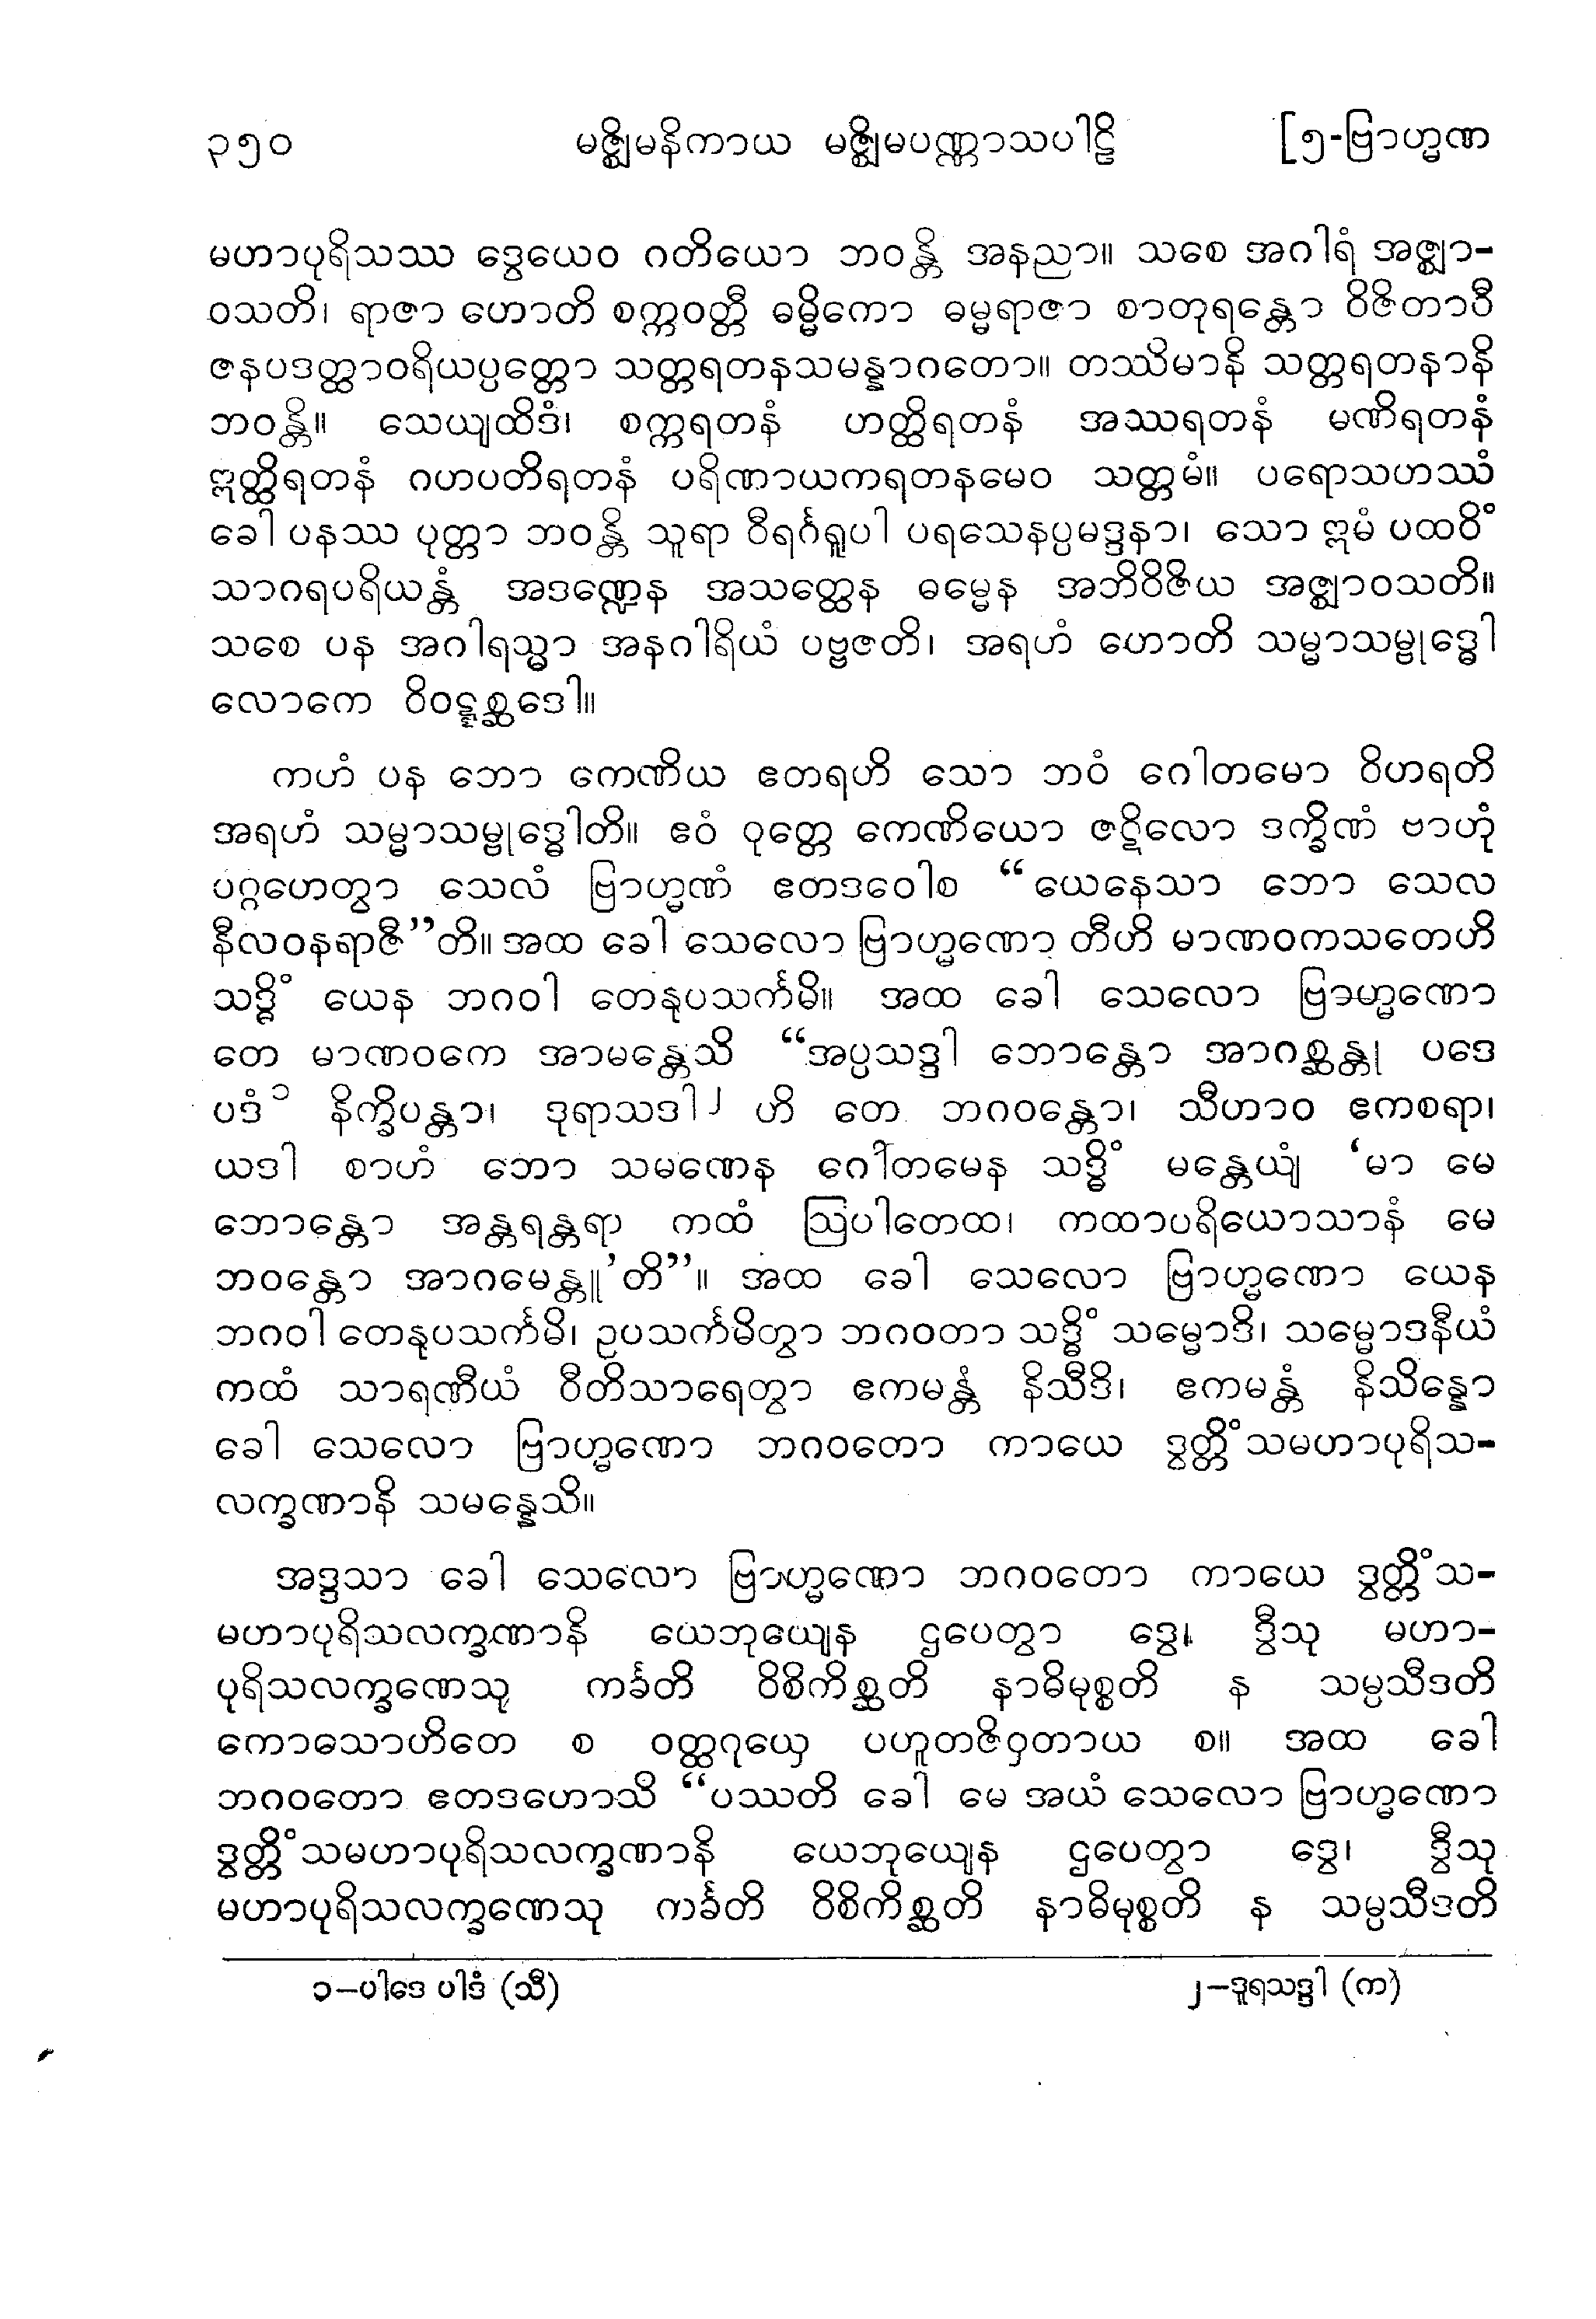 ၃၅၀ မဇ္ဈိမနိကာယ မဇ္ဈိမပဏ္ဏာသပါဠိ [၅-ဗြာဟ္မဏ
မဟာပုရိသဿ ဒွေယေဝ ဂတိယော ဘဝန္တိ အနညာ။ သစေ အဂါရံ အဇ္ဈာ-
ဝသတိ၊ ရာဇာ ဟောတိ စက္ကဝတ္တီ ဓမ္မိကော ဓမ္မရာဇာ စာတုရန္တော ဝိဇိတာဝီ
ဇနပဒတ္ထာဝရိယပ္ပတ္တော သတ္တရတနသမန္နာဂတော။ တဿိမာနိ သတ္တရတနာနိ
ဘဝန္တိ။ သေယျထိဒံ၊ စက္ကရတနံ ဟတ္ထိရတနံ အဿရတနံ မဏိရတနံ
ဣတ္ထိရတနံ ဂဟပတိရတနံ ပရိဏာယကရတနမေဝ သတ္တမံ။ ပရောသဟဿံ
ခေါ ပနဿ ပုတ္တာ ဘဝန္တိ သူရာ ဝီရင်္ဂရူပါ ပရသေနပ္ပမဒ္ဒနာ၊ သော ဣမံ ပထဝိံ
သာဂရပရိယန္တံ အဒဏ္ဍေန အသတ္ထေန ဓမ္မေန အဘိဝိဇိယ အဇ္ဈာဝသတိ။
သစေ ပန အဂါရသ္မာ အနဂါရိယံ ပဗ္ဗဇတိ၊ အရဟံ ဟောတိ သမ္မာသမ္ဗုဒ္ဓေါ
လောကေ ဝိဝဋ္ဋစ္ဆဒေါ။
ကဟံ ပန ဘော ကေဏိယ ဧတရဟိ သော ဘဝံ ဂေါတမော ဝိဟရတိ
အရဟံ သမ္မာသမ္ဗုဒ္ဓေါတိ။ ဧဝံ ဝုတ္တေ ကေဏိယော ဇဋိလော ဒက္ခိဏံ ဗာဟုံ
ပဂ္ဂဟေတွာ သေလံ ဗြာဟ္မဏံ ဧတဒဝေါစ “ယေနေသာ ဘော သေလ
နီလဝနရာဇီ”တိ။ အထ ခေါ သေလော ဗြာဟ္မဏော တီဟိ မာဏဝကသတေဟိ
သဒ္ဓိံ ယေန ဘဂဝါ တေနုပသင်္ကမိ။ အထ ခေါ သေလော ဗြာဟ္မဏော
တေ မာဏဝကေ အာမန္တေသိ “အပ္ပသဒ္ဒါ ဘောန္တော အာဂစ္ဆန္တု ပဒေ
ပဒံ၁ နိက္ခိပန္တာ၊ ဒုရာသဒါ၂ ဟိ တေ ဘဂဝန္တော၊ သီဟာဝ ဧကစရာ၊
ယဒါ စာဟံ ဘော သမဏေန ဂေါတမေန သဒ္ဓိံ မန္တေယျံ ‘မာ မေ
ဘောန္တော အန္တရန္တရာ ကထံ ဩပါတေထ၊ ကထာပရိယောသာနံ မေ
ဘဝန္တော အာဂမေန္တူ’တိ”။ အထ ခေါ သေလော ဗြာဟ္မဏော ယေန
ဘဂဝါ တေနုပသင်္ကမိ၊ ဥပသင်္ကမိတွာ ဘဂဝတာ သဒ္ဓိံ သမ္မောဒိ၊ သမ္မောဒနီယံ
ကထံ သာရဏီယံ ဝီတိသာရေတွာ ဧကမန္တံ နိသီဒိ၊ ဧကမန္တံ နိသိန္နော
ခေါ သေလော ဗြာဟ္မဏော ဘဂဝတော ကာယေ ဒွတ္တိံသမဟာပုရိသ-
လက္ခဏာနိ သမန္နေသိ။
အဒ္ဒသာ ခေါ သေလော ဗြာဟ္မဏော ဘဂဝတော ကာယေ ဒွတ္တိံသ-
မဟာပုရိသလက္ခဏာနိ ယေဘုယျေန ဌပေတွာ ဒွေ၊ ဒွီသု မဟာ-
ပုရိသလက္ခဏေသု ကင်္ခတိ ဝိစိကိစ္ဆတိ နာဓိမုစ္စတိ န သမ္ပသီဒတိ
ကောသောဟိတေ စ ဝတ္ထဂုယှေ ပဟူတဇိဝှတာယ စ။ အထ ခေါ
ဘဂဝတော ဧတဒဟောသိ “ပဿတိ ခေါ မေ အယံ သေလော ဗြာဟ္မဏော
ဒွတ္တိံသမဟာပုရိသလက္ခဏာနိ ယေဘုယျေန ဌပေတွာ ဒွေ၊ ဒွီသု
မဟာပုရိသလက္ခဏေသု ကင်္ခတိ ဝိစိကိစ္ဆတိ နာဓိမုစ္စတိ န သမ္ပသီဒတိ
၁–ပါဒေ ပါဒံ (သီ) ၂–ဒူရသဒ္ဒါ (က)